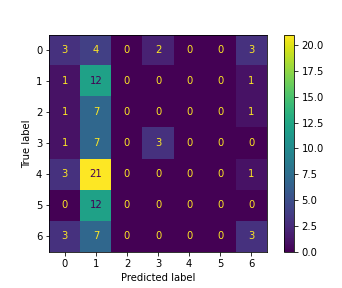 0 3 4 0 2 0 0 3 20.0
1 1 12 0 0 0 0 1 17.5
2 1 7 0 0 0 0 1 15.0
12.5
True label
3 1 7 0 3 0 0 0 10.0
4 3 21 0 0 0 0 1 7.5
5 0 12 0 0 0 0 0 5.0
2.5
6 3 7 0 0 0 0 3 0.0
0 1 2 3 4 5 6
Predicted label